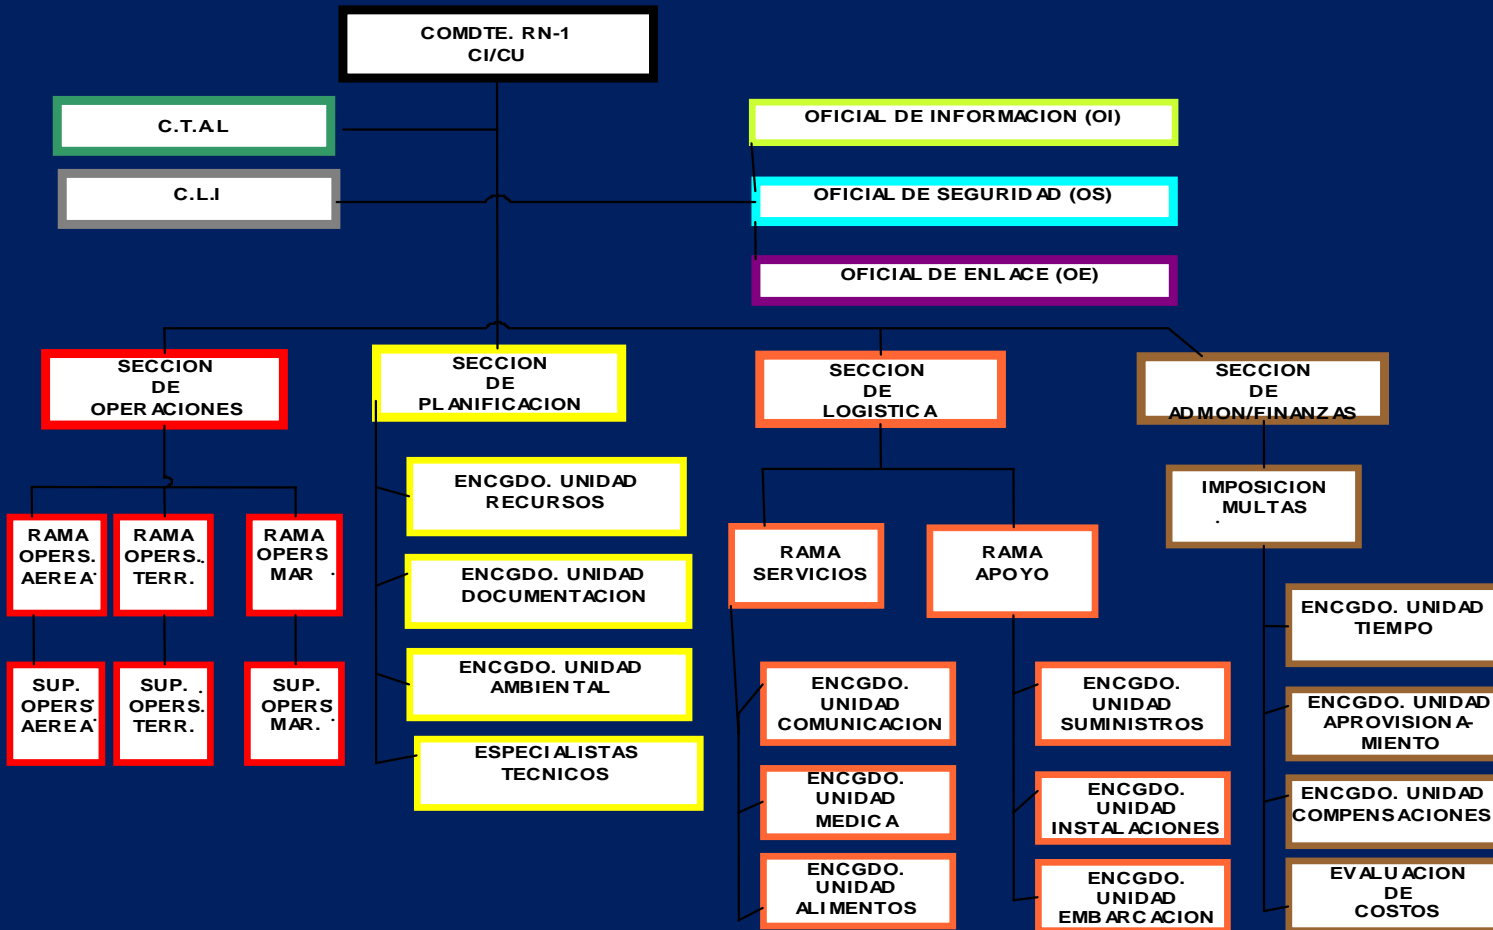 COMDTE. RN-1
CI/CU
C.T.A.L
C.L.I
OFICIAL DE INFORMACION (OI)
OFICIAL DE SEGURIDAD (OS)
OFICIAL DE ENLACE (OE)
SECCION
DE
OPERACIONES
SECCION
DE
PLANIFICACION
SECCION
DE
LOGISTICA
SECCION
DE
ADMON/FINANZAS
RAMA
OPERS.
AEREA
RAMA
OPERS.
TERR.
RAMA
OPERS
MAR.
SUP.
OPERS
AEREA
SUP.
OPERS.
TERR.
SUP.
OPERS
MAR.
ENCGDO. UNIDAD
RECURSOS
ENCGDO. UNIDAD
DOCUMENTACION
ENCGDO. UNIDAD
AMBIENTAL
ESPECIALISTAS
TECNICOS
RAMA
SERVICIOS
RAMA
APOYO
ENCGDO.
UNIDAD
COMUNICACION
ENCGDO.
UNIDAD
MEDICA
ENCGDO.
UNIDAD
ALIMENTOS
ENCGDO.
UNIDAD
SUMINISTROS
ENCGDO.
UNIDAD
INSTALACIONES
ENCGDO.
UNIDAD
EMBARCACION
IMPOSICION
MULTAS
ENCGDO. UNIDAD
TIEMPO
ENCGDO. UNIDAD
APROVISIONA-
MIENTO
ENCGDO. UNIDAD
COMPENSACIONES
EVALUACION
DE
COSTOS